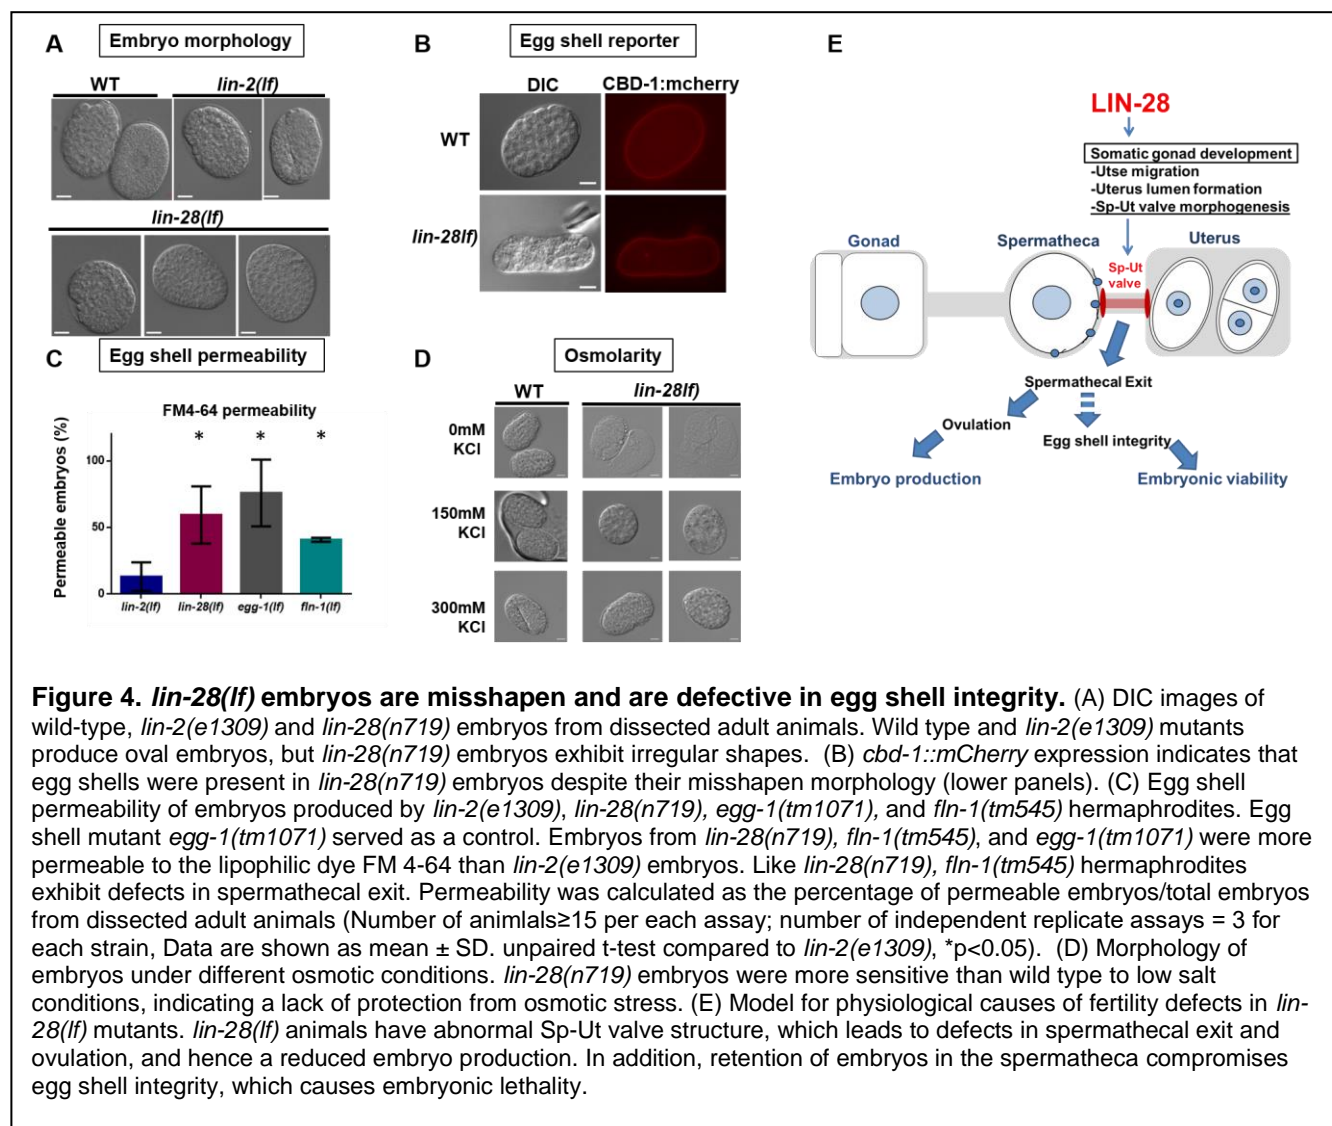 A
Embryo morphology
WT
lin-2(lf)
lin-28(lf)
B
Egg shell reporter
DIC
CBD-1:mcherry
WT
lin-28lf)
C
Egg shell permeability
FM4-64 permeability
Permeable embryos (%)
* * *
100
50
0
lin-2(lf) lin-28(lf) egg-1(lf) fln-1(lf)
D
Osmolarity
WT
lin-28lf)
0mM
KCl
150mM
KCl
300mM
KCl
E
LIN-28
Somatic gonad development
-Utse migration
-Uterus lumen formation
-Sp-Ut valve morphogenesis
Gonad
Spermatheca
Uterus
Sp-Ut
valve
Spermathecal Exit
Ovulation
Egg shell integrity
Embryo production
Embryonic viability
Figure 4. lin-28(lf) embryos are misshapen and are defective in egg shell integrity. (A) DIC images of
wild-type, lin-2(e1309) and lin-28(n719) embryos from dissected adult animals. Wild type and lin-2(e1309) mutants
produce oval embryos, but lin-28(n719) embryos exhibit irregular shapes. (B) cbd-1::mCherry expression indicates that
egg shells were present in lin-28(n719) embryos despite their misshapen morphology (lower panels). (C) Egg shell
permeability of embryos produced by lin-2(e1309), lin-28(n719), egg-1(tm1071), and fln-1(tm545) hermaphrodites. Egg
shell mutant egg-1(tm1071) served as a control. Embryos from lin-28(n719), fln-1(tm545), and egg-1(tm1071) were more
permeable to the lipophilic dye FM 4-64 than lin-2(e1309) embryos. Like lin-28(n719), fln-1(tm545) hermaphrodites
exhibit defects in spermathecal exit. Permeability was calculated as the percentage of permeable embryos/total embryos
from dissected adult animals (Number of animlals≥15 per each assay; number of independent replicate assays = 3 for
each strain, Data are shown as mean ± SD. unpaired t-test compared to lin-2(e1309), *p<0.05). (D) Morphology of
embryos under different osmotic conditions. lin-28(n719) embryos were more sensitive than wild type to low salt
conditions, indicating a lack of protection from osmotic stress. (E) Model for physiological causes of fertility defects in lin-
28(lf) mutants. lin-28(lf) animals have abnormal Sp-Ut valve structure, which leads to defects in spermathecal exit and
ovulation, and hence a reduced embryo production. In addition, retention of embryos in the spermatheca compromises
egg shell integrity, which causes embryonic lethality.